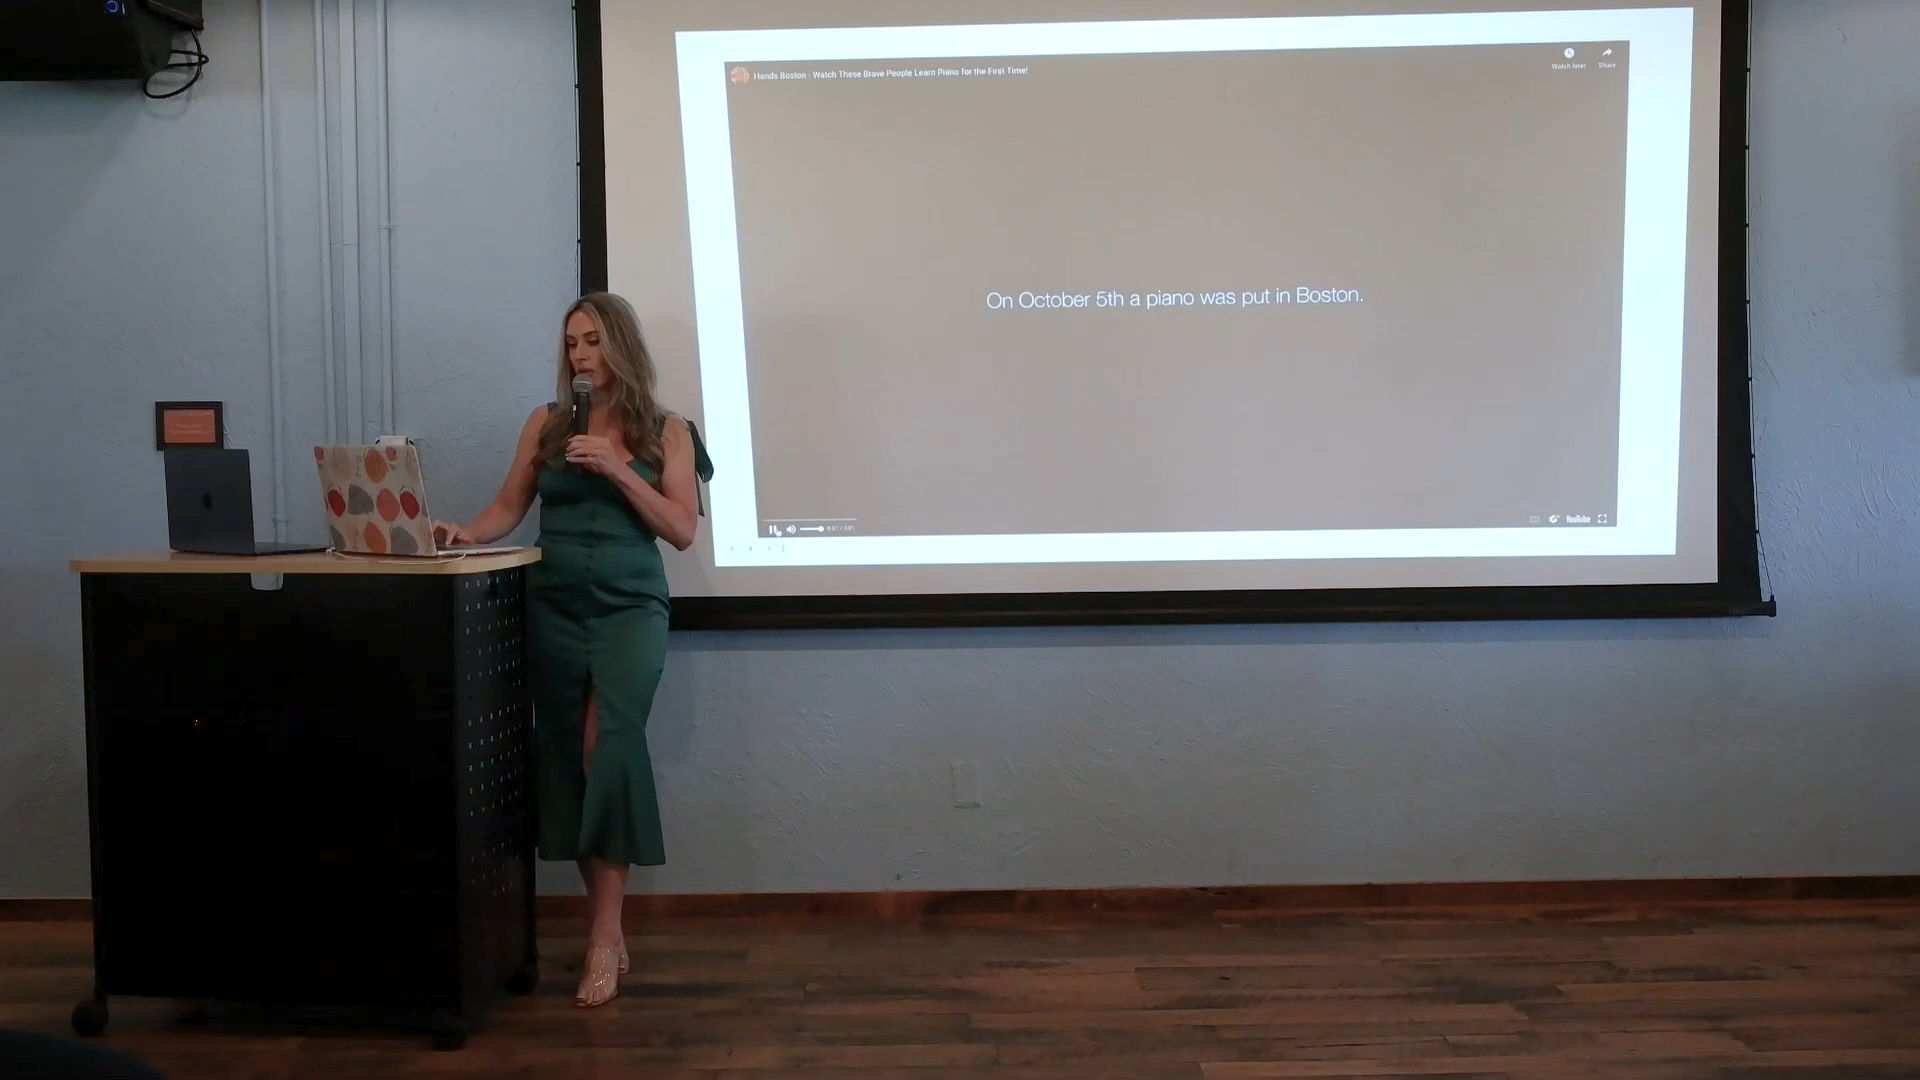 Hands Boston - Watch These Brave People Learn Piano for the First Time!
Watch later
Share
On October 5th a piano was put in Boston.
YouTube